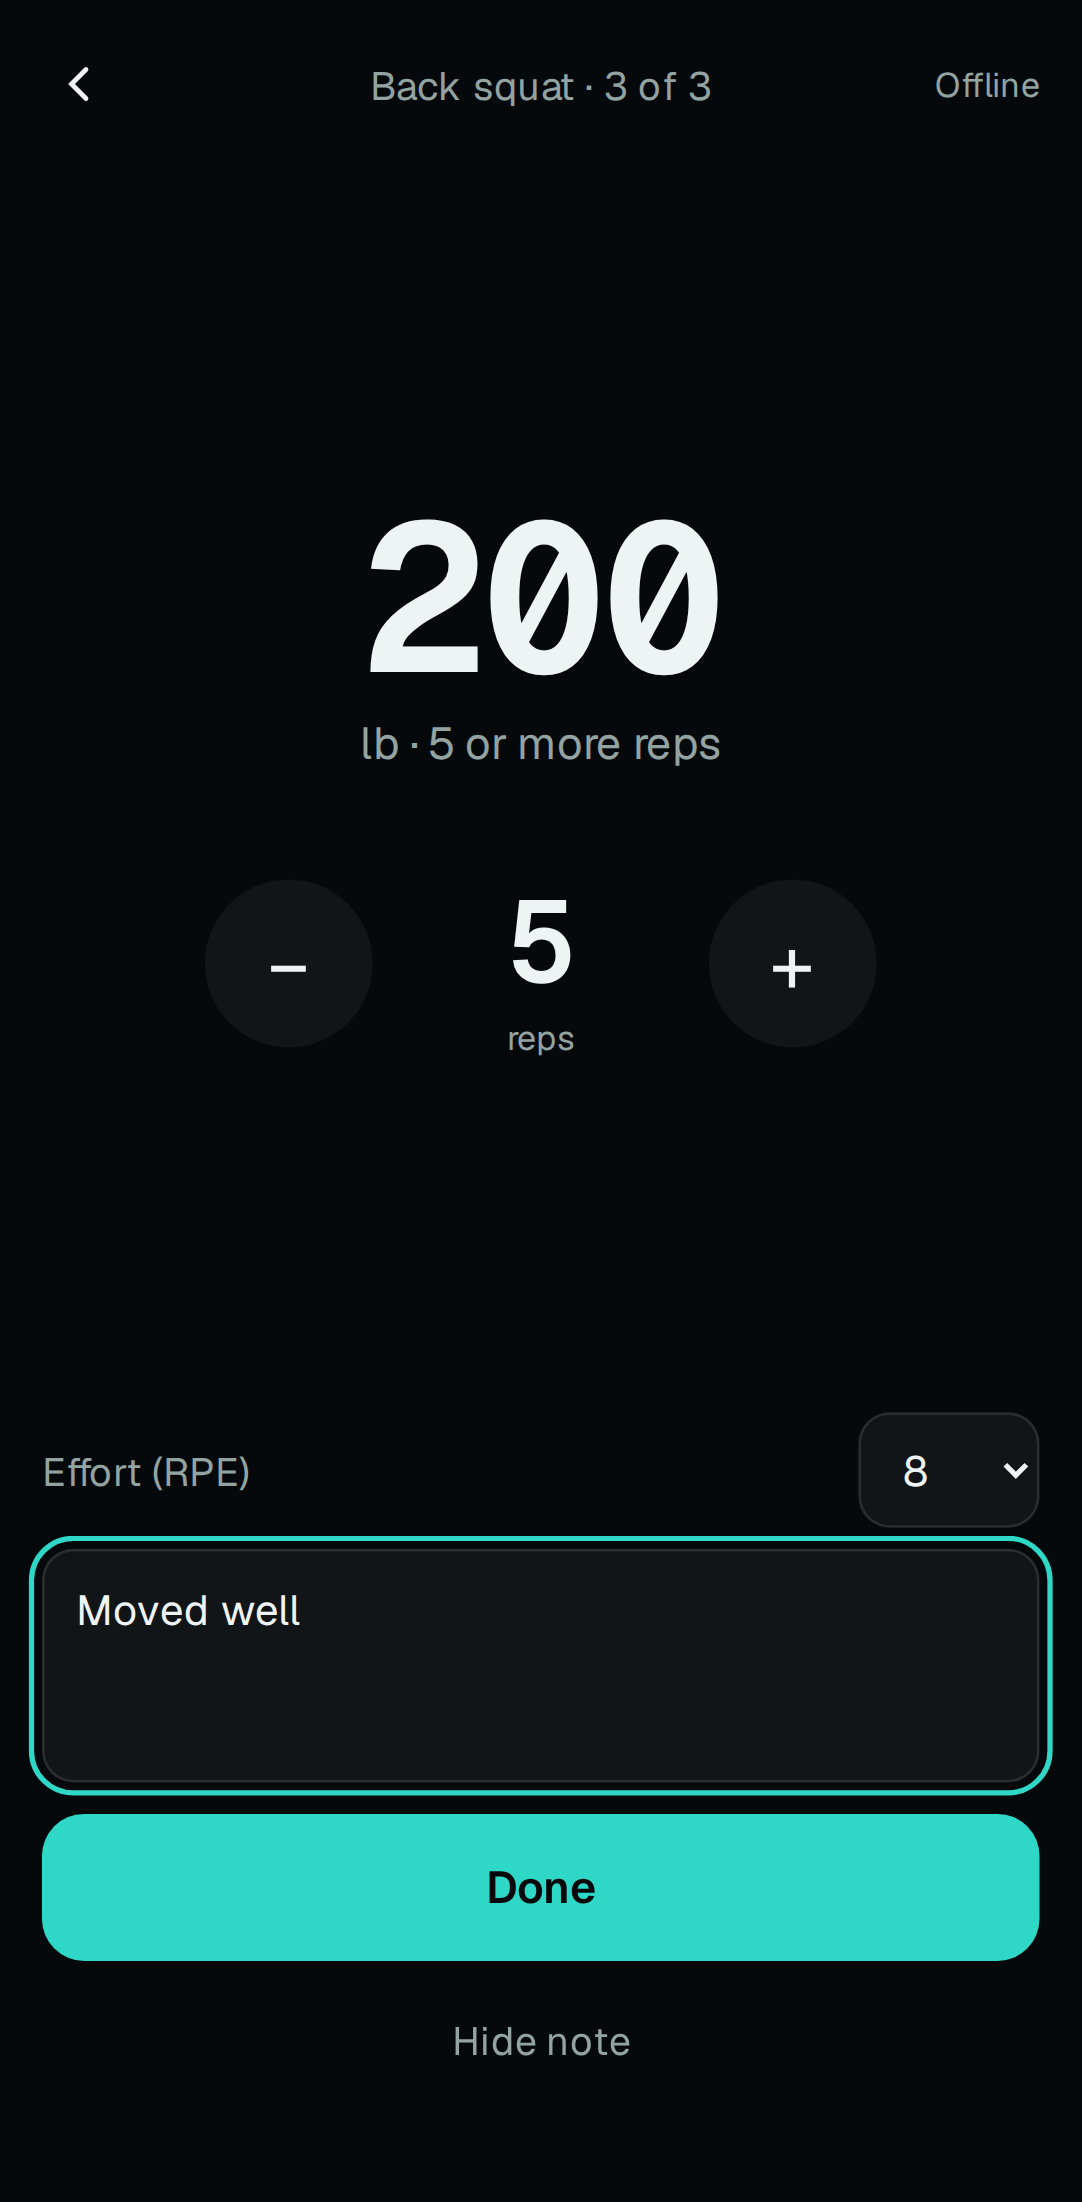 Back squat · 3 of 3
Offline
200
lb · 5 or more reps
−
5
+
reps
Effort (RPE)
8
Moved well
Done
Hide note